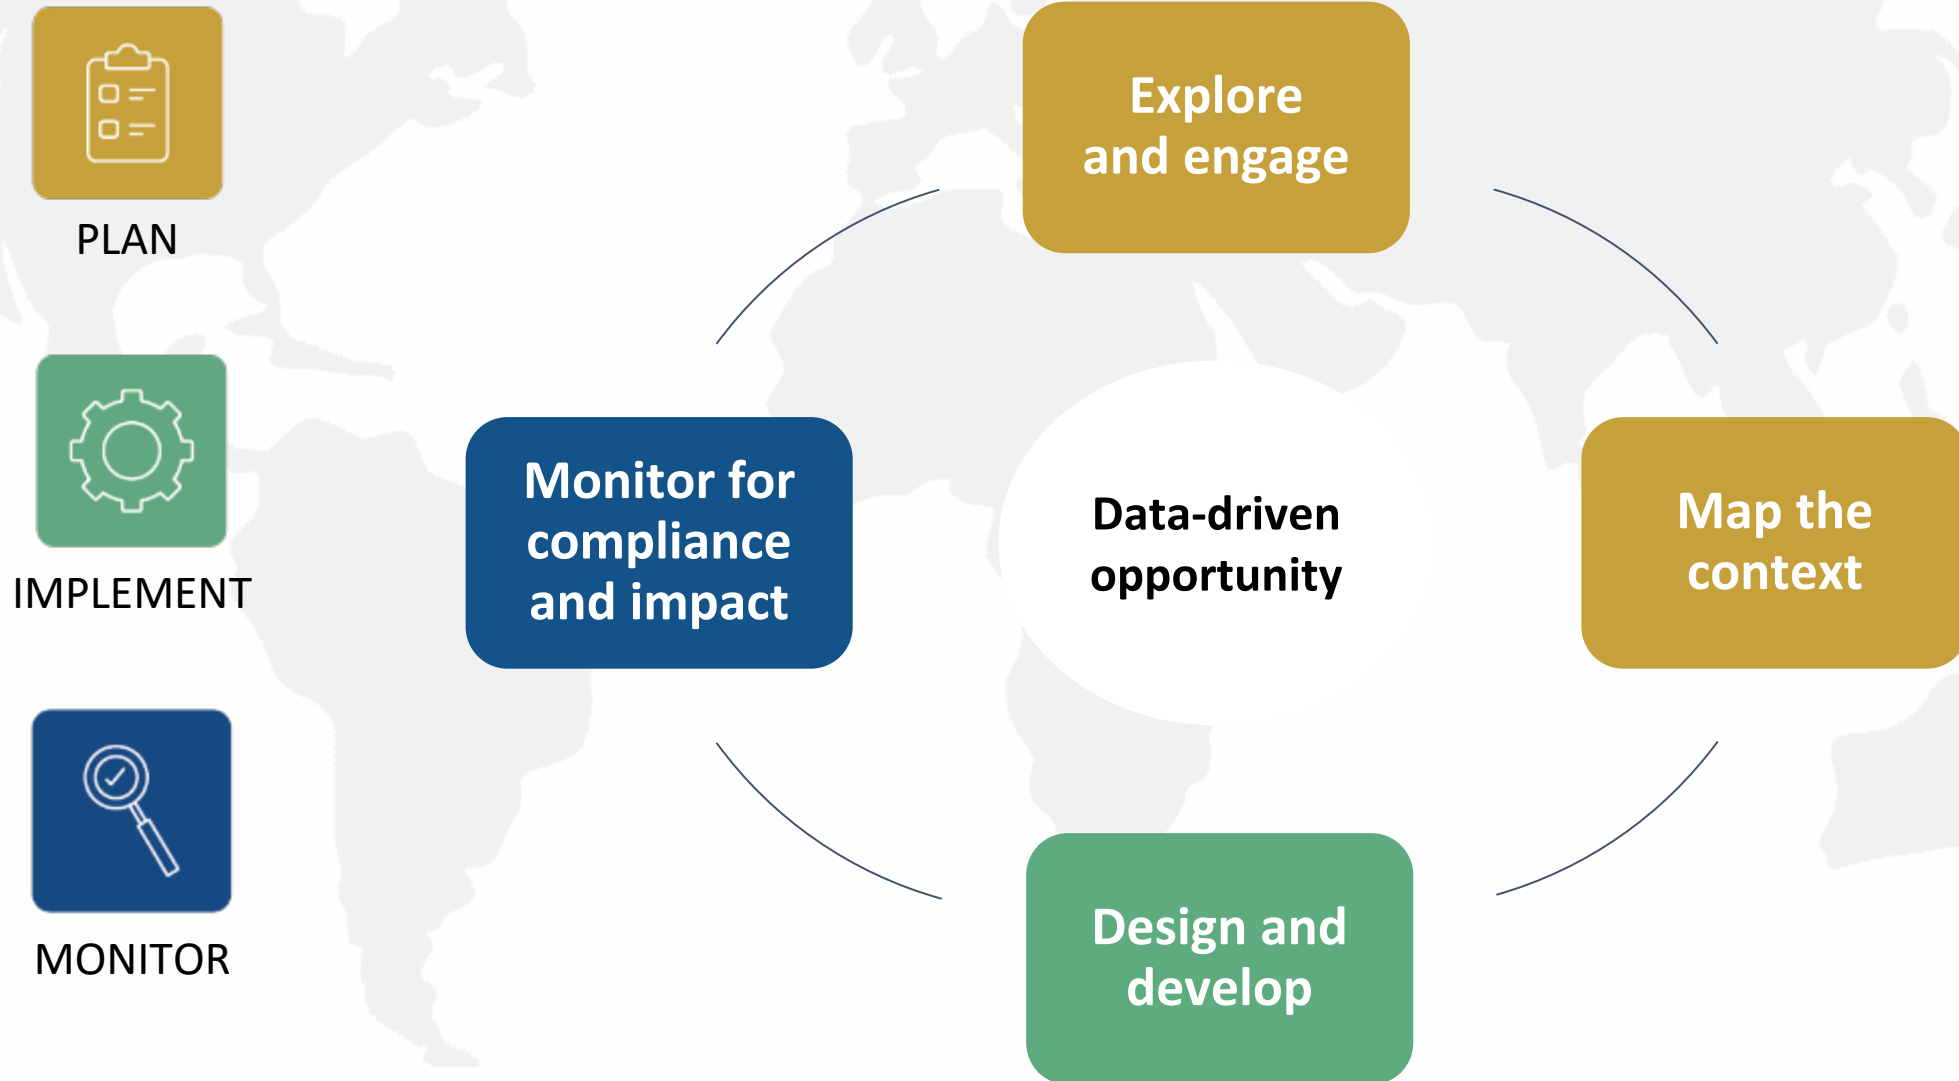 PLAN
IMPLEMENT
MONITOR
Explore
and engage
Map the
context
Design and
develop
Monitor for
compliance
and impact
Data-driven
opportunity